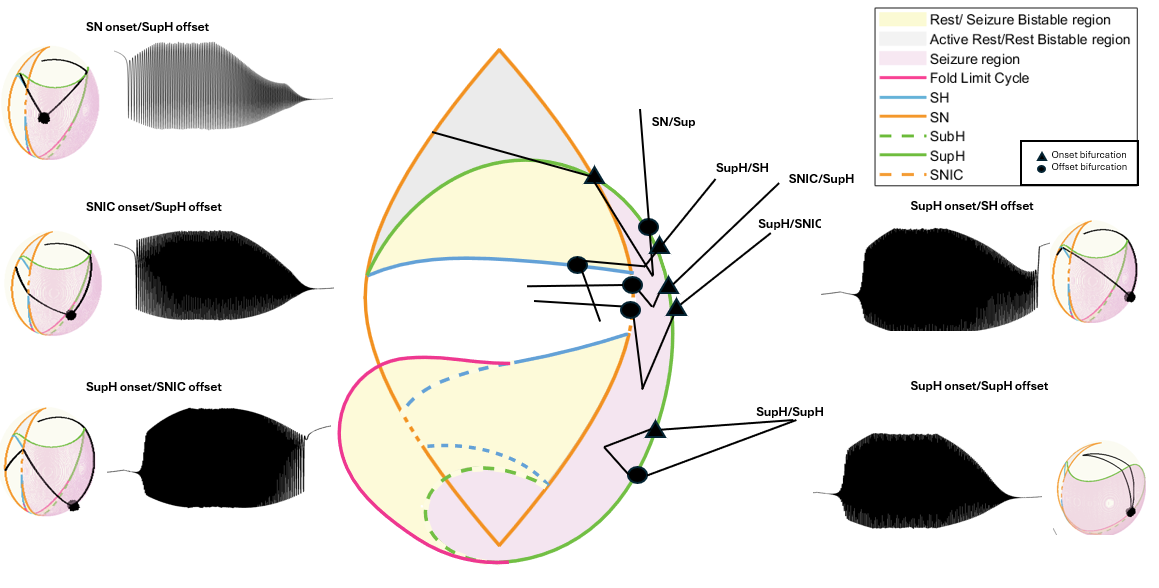 SN onset/SupH offset
SNIC onset/SupH offset
SupH onset/SNIC offset
SN/Sup
SupH/SH
SNIC/SupH
SupH/SNIC
SupH/SupH
Rest/ Seizure Bistable region
Active Rest/Rest Bistable region
Seizure region
Fold Limit Cycle
SH
SN
SubH
SupH
SNIC
Onset bifurcation
Offset bifurcation
SupH onset/SH offset
SupH onset/SupH offset